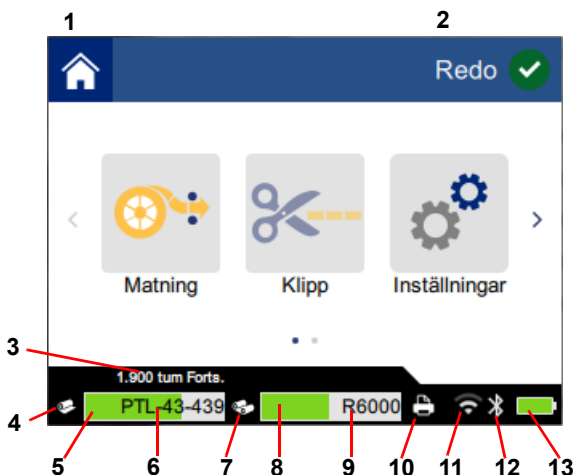 1 2
Redo
Matning Klipp Inställningar
3
1.900 tum Forts.
4 PTL-43-439 R6000
5 6 7 8 9 10 11 12 13